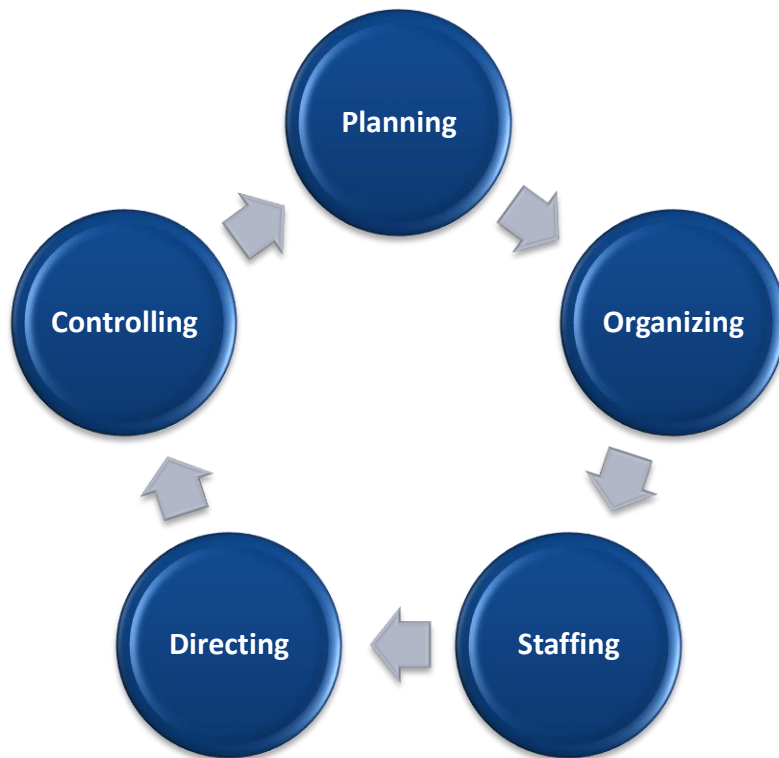 Planning
Organizing
Staffing
Directing
Controlling